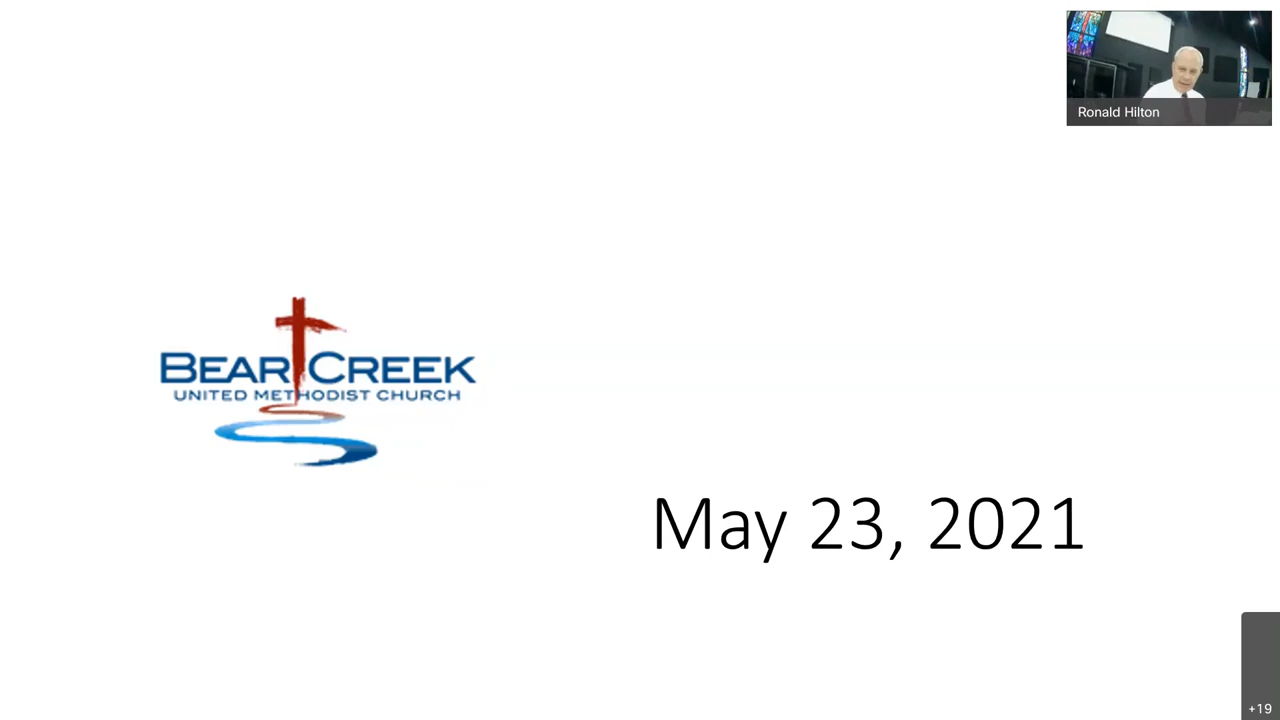 Ronald Hilton
BEAR CREEK
UNITED METHODIST CHURCH
May 23, 2021
+19